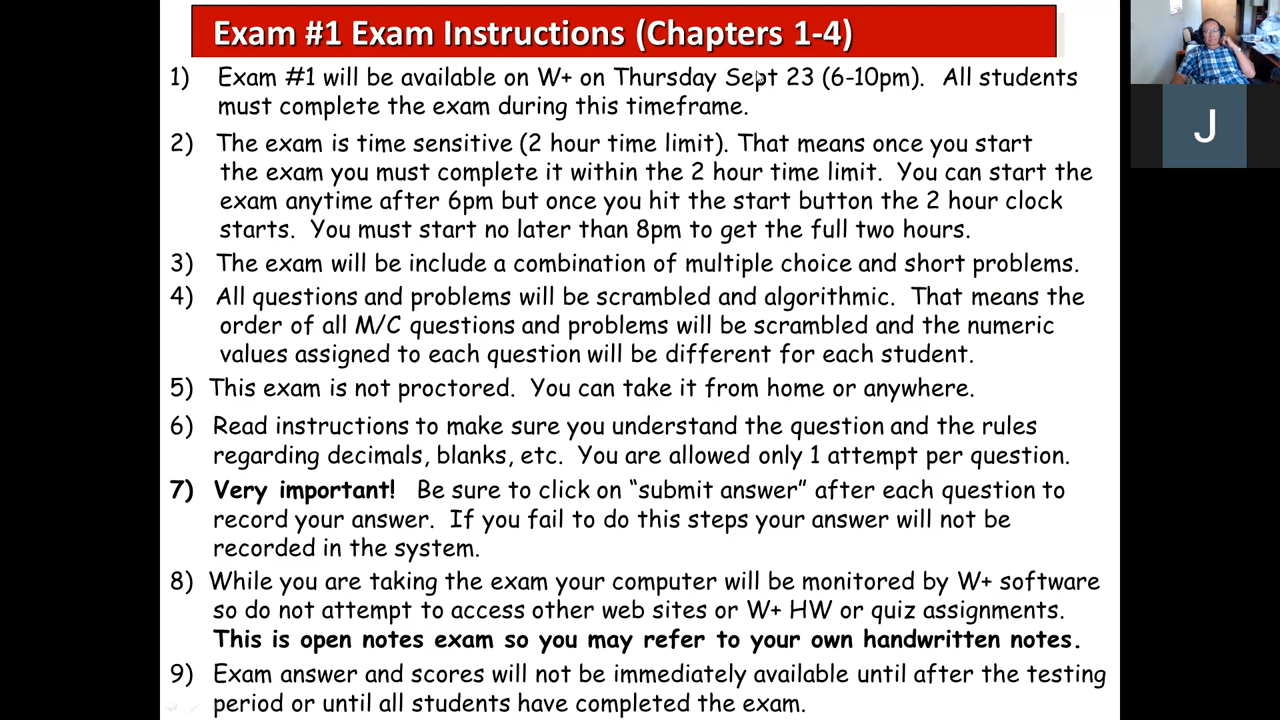 Exam #1 Exam Instructions (Chapters 1-4)
1) Exam #1 will be available on W+ on Thursday Sept 23 (6-10pm). All students
must complete the exam during this timeframe.
2) The exam is time sensitive (2 hour time limit). That means once you start
the exam you must complete it within the 2 hour time limit. You can start the
exam anytime after 6pm but once you hit the start button the 2 hour clock
starts. You must start no later than 8pm to get the full two hours.
3) The exam will be include a combination of multiple choice and short problems.
4) All questions and problems will be scrambled and algorithmic. That means the
order of all M/C questions and problems will be scrambled and the numeric
values assigned to each question will be different for each student.
5) This exam is not proctored. You can take it from home or anywhere.
6) Read instructions to make sure you understand the question and the rules
regarding decimals, blanks, etc. You are allowed only 1 attempt per question.
7) Very important! Be sure to click on “submit answer” after each question to
record your answer. If you fail to do this steps your answer will not be
recorded in the system.
8) While you are taking the exam your computer will be monitored by W+ software
so do not attempt to access other web sites or W+ HW or quiz assignments.
This is open notes exam so you may refer to your own handwritten notes.
9) Exam answer and scores will not be immediately available until after the testing
period or until all students have completed the exam.
J